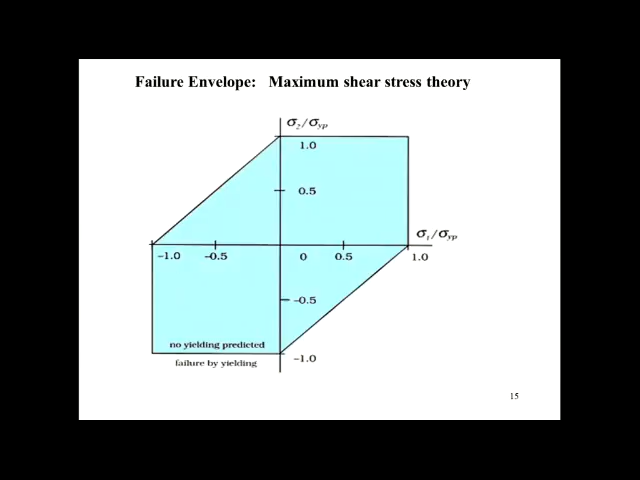 Failure Envelope: Maximum shear stress theory
σ₂/σyp
1.0
0.5
σ₁/σyp
−1.0 −0.5 0 0.5 1.0
−0.5
no yielding predicted
−1.0
failure by yielding
15